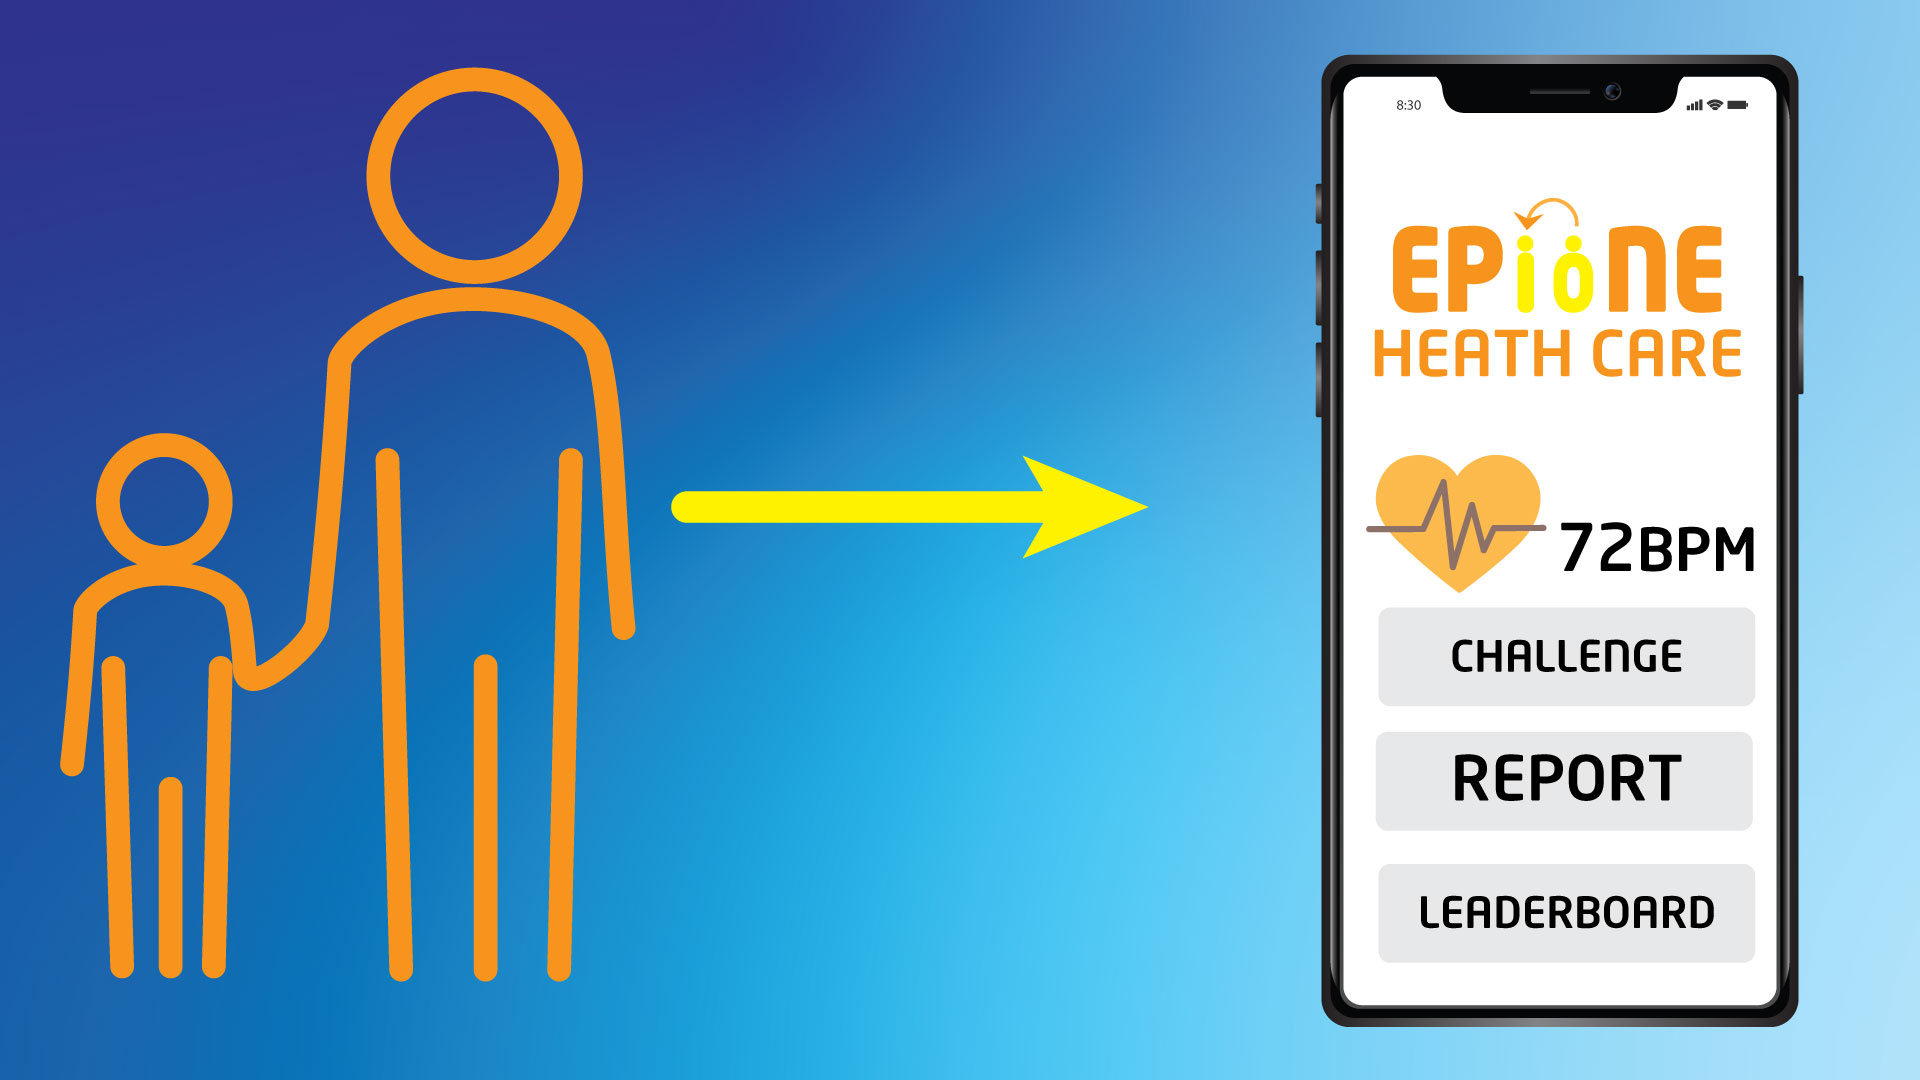 8:30
EPiONE
HEATH CARE
72BPM
CHALLENGE
REPORT
LEADERBOARD